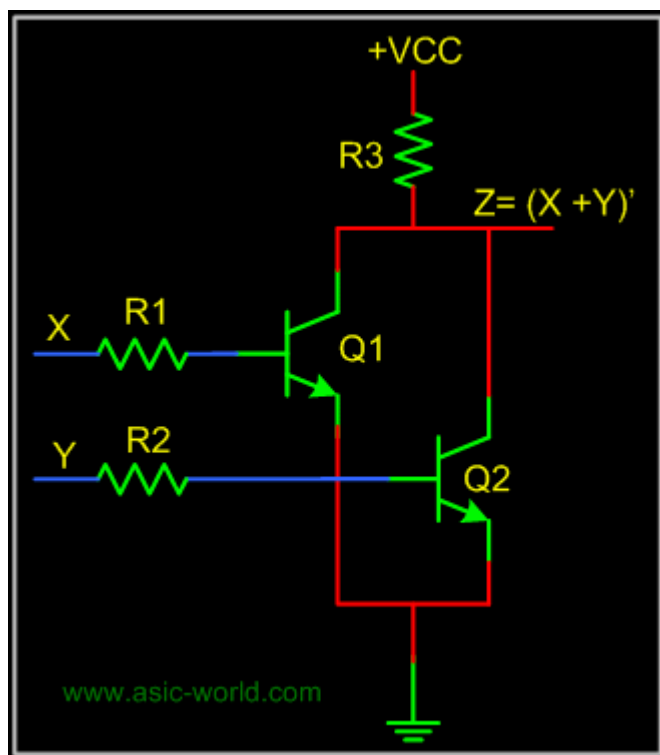 +VCC
R3
Z= (X +Y)’
X
R1
Q1
Y
R2
Q2
www.asic-world.com